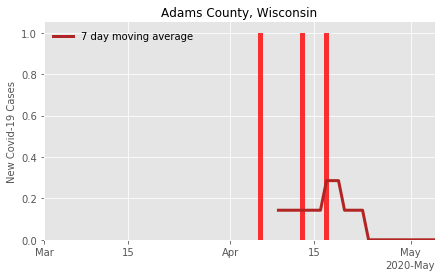 Adams County, Wisconsin
7 day moving average
New Covid-19 Cases
1.0
0.8
0.6
0.4
0.2
0.0
Mar 15 Apr 15 May
2020-May